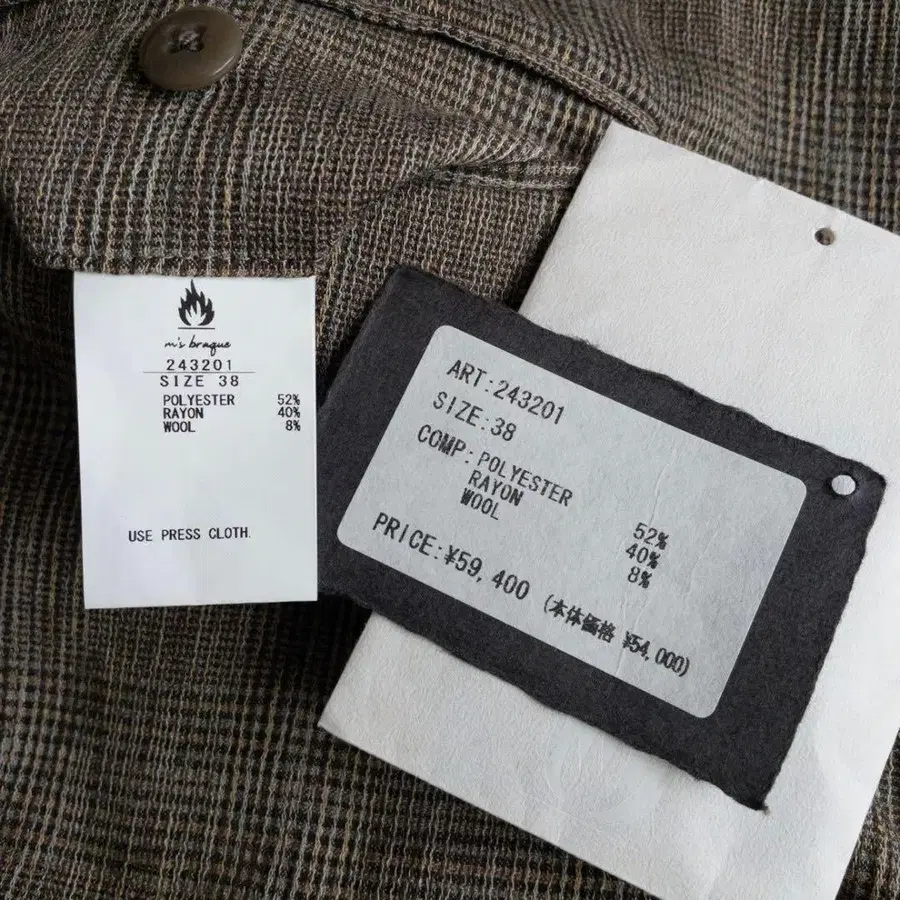 m's braque
243201
SIZE 38
POLYESTER 52%
RAYON 40%
WOOL 8%
USE PRESS CLOTH.
ART:243201
SIZE:38
COMP:POLYESTER 52%
RAYON 40%
WOOL 8%
PRICE:¥59,400 (本体価格 ¥54,000)